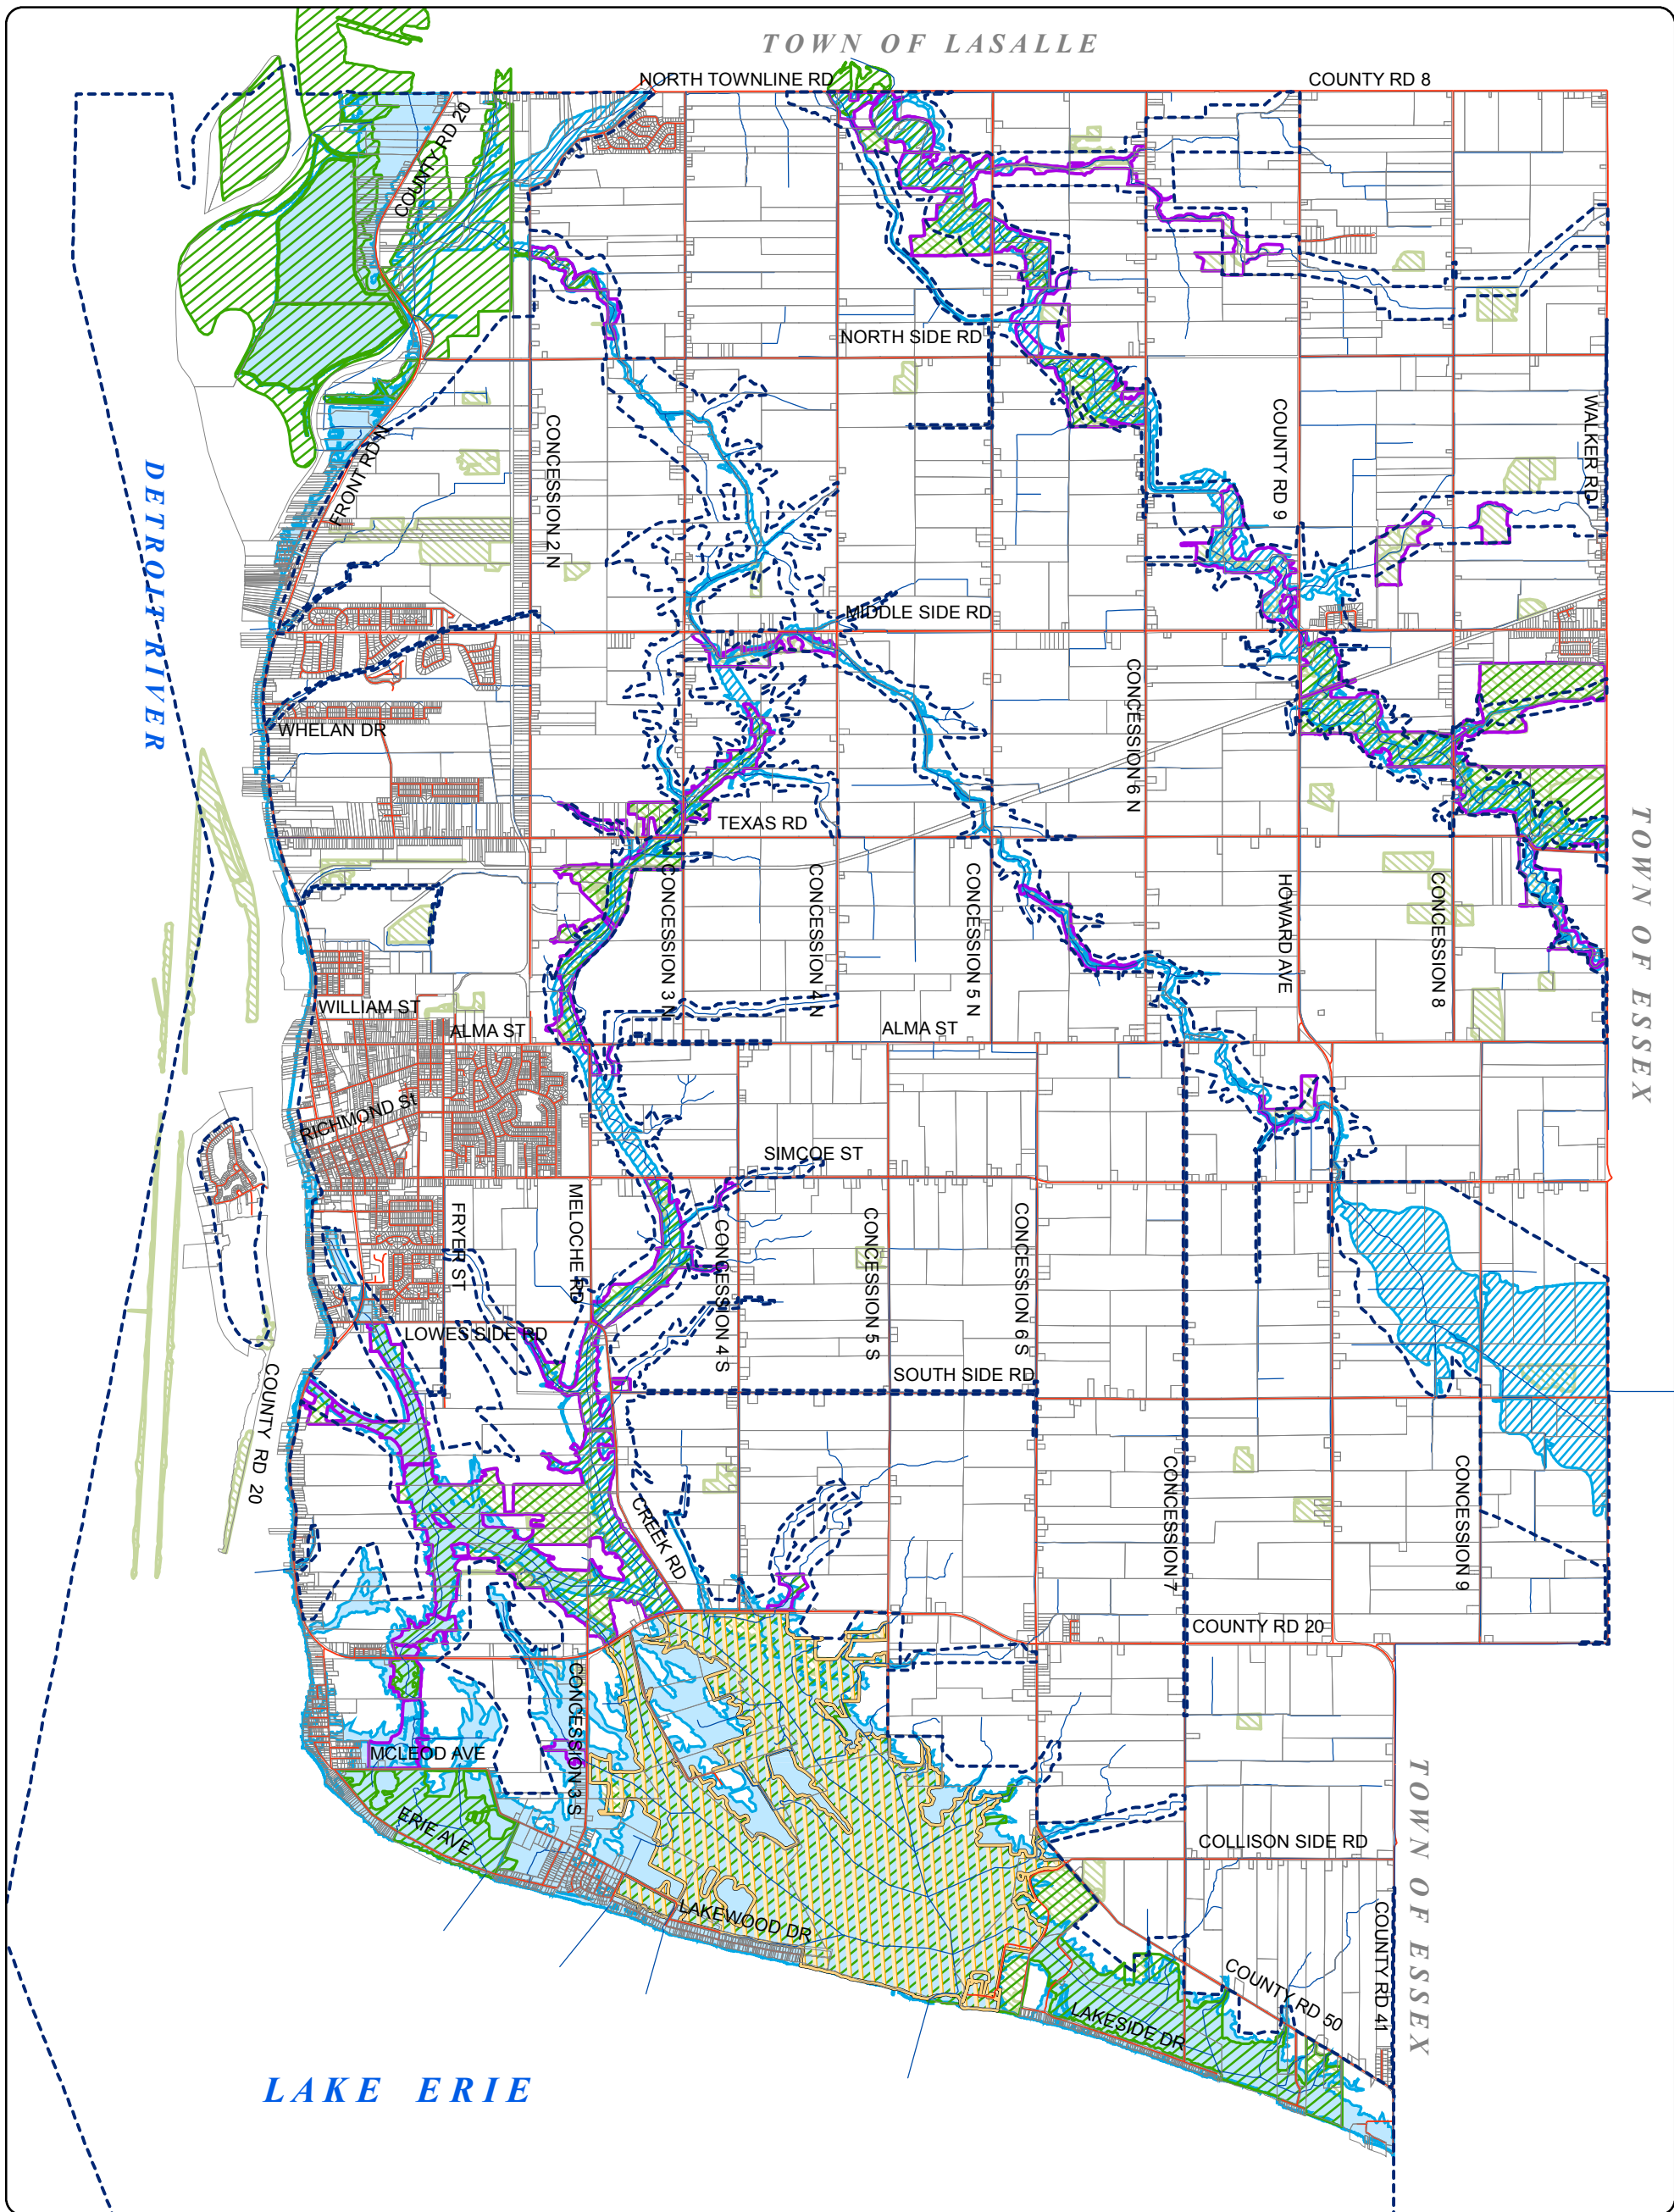 TOWN OF LASALLE
NORTH TOWNLINE RD
COUNTY RD 8
COUNTY RD 20
NORTH SIDE RD
WALKER RD
COUNTY RD 9
CONCESSION 2 N
FRONT RD N
DETROIT RIVER
MIDDLE SIDE RD
CONCESSION 6 N
WHELAN DR
TEXAS RD
TOWN OF ESSEX
CONCESSION 3 N
CONCESSION 4 N
CONCESSION 5 N
HOWARD AVE
CONCESSION 8
WILLIAM ST
ALMA ST
ALMA ST
RICHMOND St
SIMCOE ST
FRYER ST
MELOCHE RD
CONCESSION 4 S
CONCESSION 5 S
CONCESSION 6 S
LOWES SIDE RD
SOUTH SIDE RD
COUNTY RD 20
CREEK RD
CONCESSION 7
CONCESSION 9
COUNTY RD 20
CONCESSION 3 S
MCLEOD AVE
ERIE AVE
COLLISON SIDE RD
TOWN OF ESSEX
LAKEWOOD DR
COUNTY RD 41
COUNTY RD 50
LAKESIDE DR
LAKE ERIE